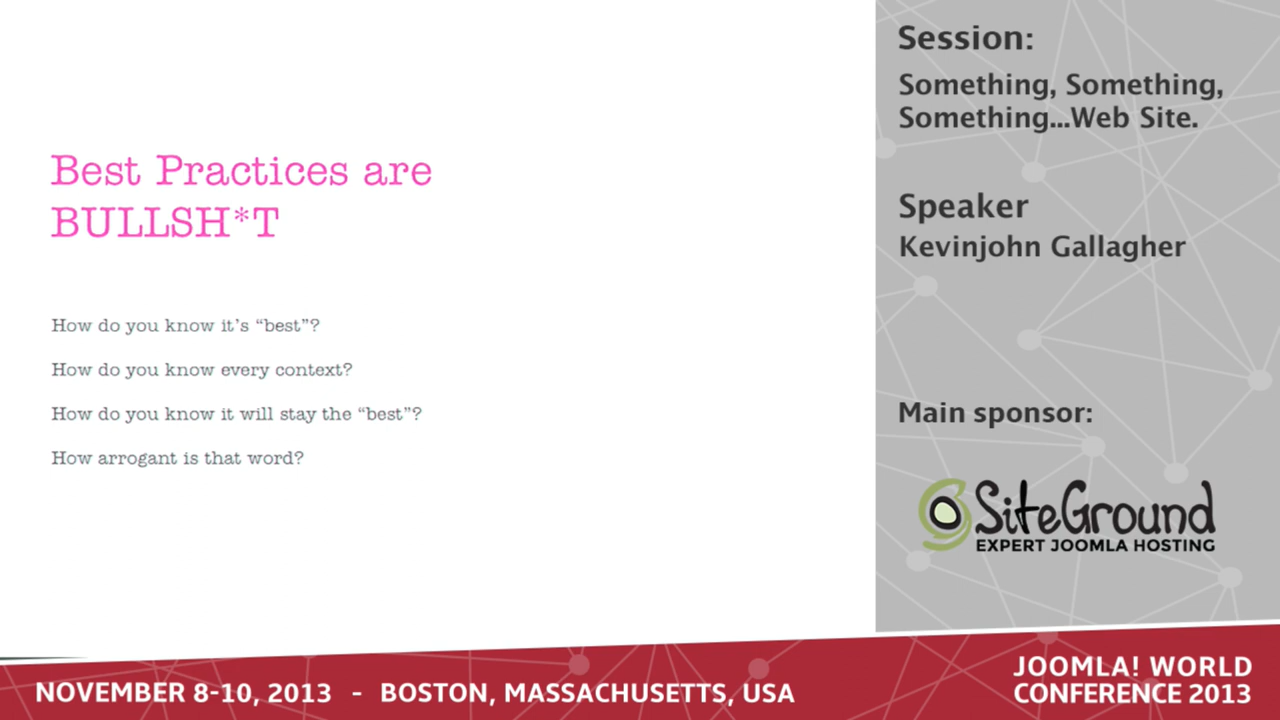 Best Practices are
BULLSH*T
How do you know it's “best”?
How do you know every context?
How do you know it will stay the “best”?
How arrogant is that word?
Session:
Something, Something,
Something...Web Site.
Speaker
Kevinjohn Gallagher
Main sponsor:
SiteGround
EXPERT JOOMLA HOSTING
NOVEMBER 8-10, 2013 - BOSTON, MASSACHUSETTS, USA
JOOMLA! WORLD
CONFERENCE 2013